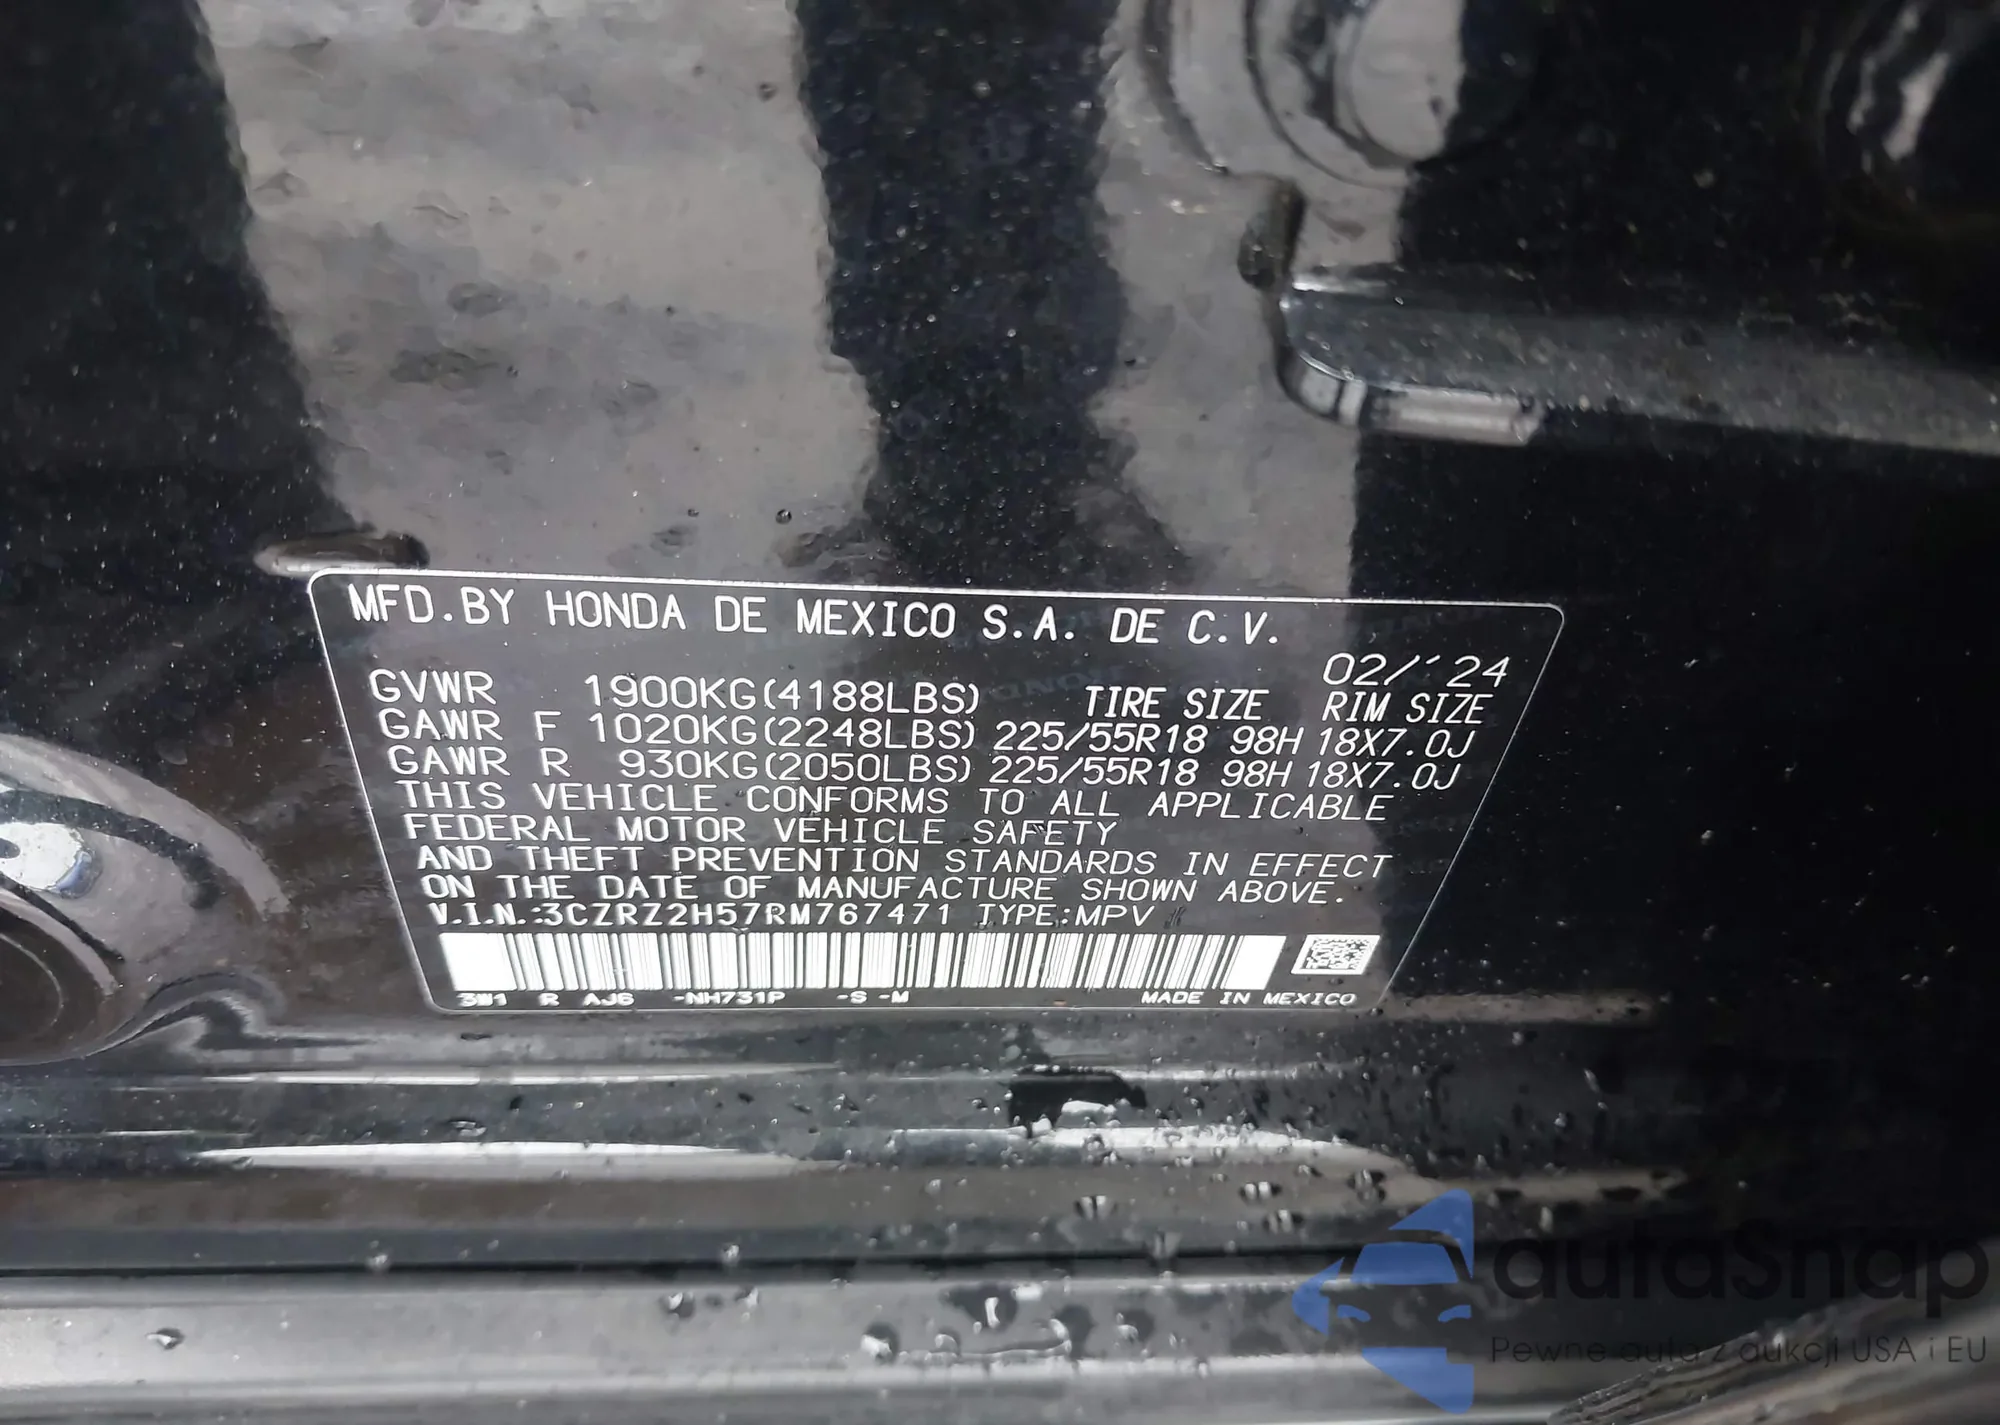 MFD.BY HONDA DE MEXICO S.A. DE C.V.
02/'24
GVWR 1900KG(4188LBS) TIRE SIZE RIM SIZE
GAWR F 1020KG(2248LBS) 225/55R18 98H 18X7.0J
GAWR R 930KG(2050LBS) 225/55R18 98H 18X7.0J
THIS VEHICLE CONFORMS TO ALL APPLICABLE
FEDERAL MOTOR VEHICLE SAFETY
AND THEFT PREVENTION STANDARDS IN EFFECT
ON THE DATE OF MANUFACTURE SHOWN ABOVE.
V.I.N.:3CZRZ2H57RM767471 TYPE:MPV
3W1 R AJ6 -NH731P -S -M MADE IN MEXICO
autaSnap
Pewne auta z aukcji USA i EU